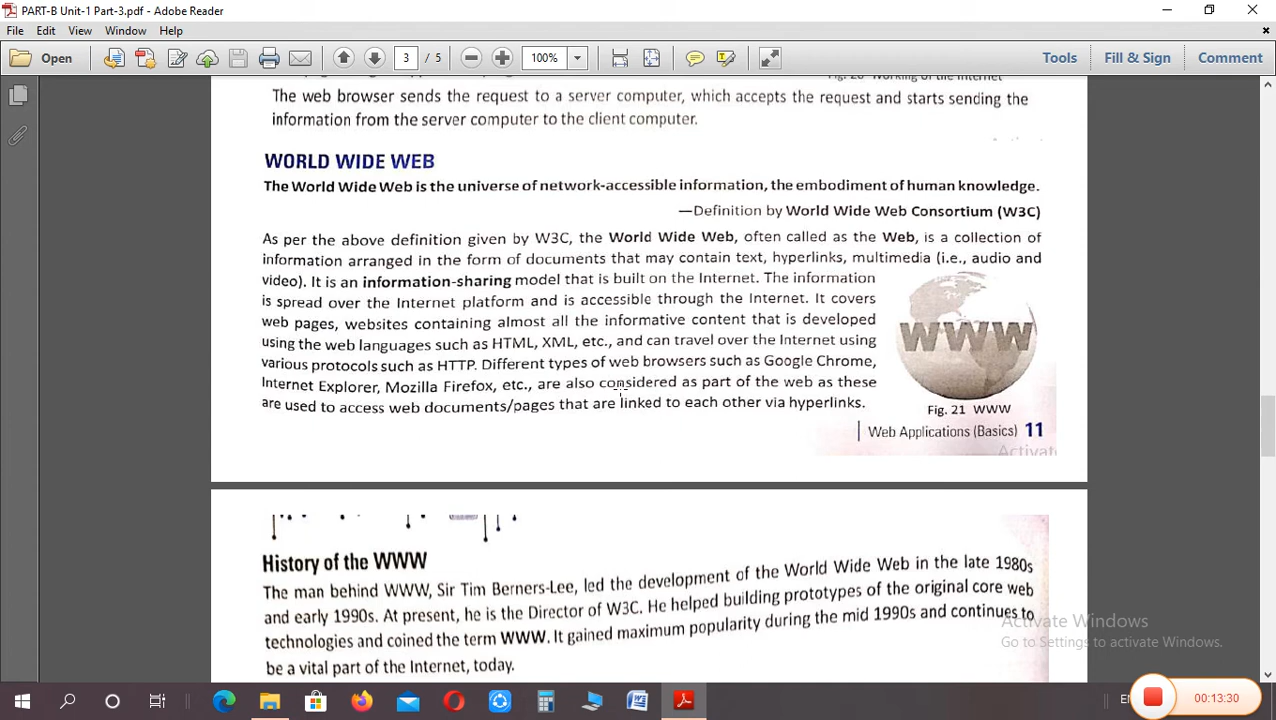 PART-B Unit-1 Part-3.pdf - Adobe Reader
File Edit View Window Help
Open 3 / 5 100% Tools Fill & Sign Comment
Fig. 20 Working of the Internet
The web browser sends the request to a server computer, which accepts the request and starts sending the
information from the server computer to the client computer.
WORLD WIDE WEB
The World Wide Web is the universe of network-accessible information, the embodiment of human knowledge.
—Definition by World Wide Web Consortium (W3C)
As per the above definition given by W3C, the World Wide Web, often called as the Web, is a collection of
information arranged in the form of documents that may contain text, hyperlinks, multimedia (i.e., audio and
video). It is an information-sharing model that is built on the Internet. The information
is spread over the Internet platform and is accessible through the Internet. It covers
web pages, websites containing almost all the informative content that is developed
using the web languages such as HTML, XML, etc., and can travel over the Internet using
various protocols such as HTTP. Different types of web browsers such as Google Chrome,
Internet Explorer, Mozilla Firefox, etc., are also considered as part of the web as these
are used to access web documents/pages that are linked to each other via hyperlinks.
WWW
Fig. 21 WWW
Web Applications (Basics) 11
Activat
History of the WWW
The man behind WWW, Sir Tim Berners-Lee, led the development of the World Wide Web in the late 1980s
and early 1990s. At present, he is the Director of W3C. He helped building prototypes of the original core web
technologies and coined the term WWW. It gained maximum popularity during the mid 1990s and continues to
be a vital part of the Internet, today.
Activate Windows
Go to Settings to activate Windows.
EN
00:13:30